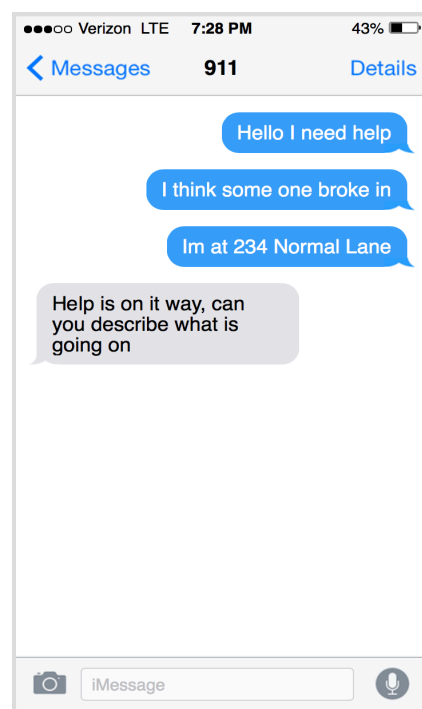 Verizon LTE 7:28 PM 43%
Messages 911 Details
Hello I need help
I think some one broke in
Im at 234 Normal Lane
Help is on it way, can
you describe what is
going on
iMessage